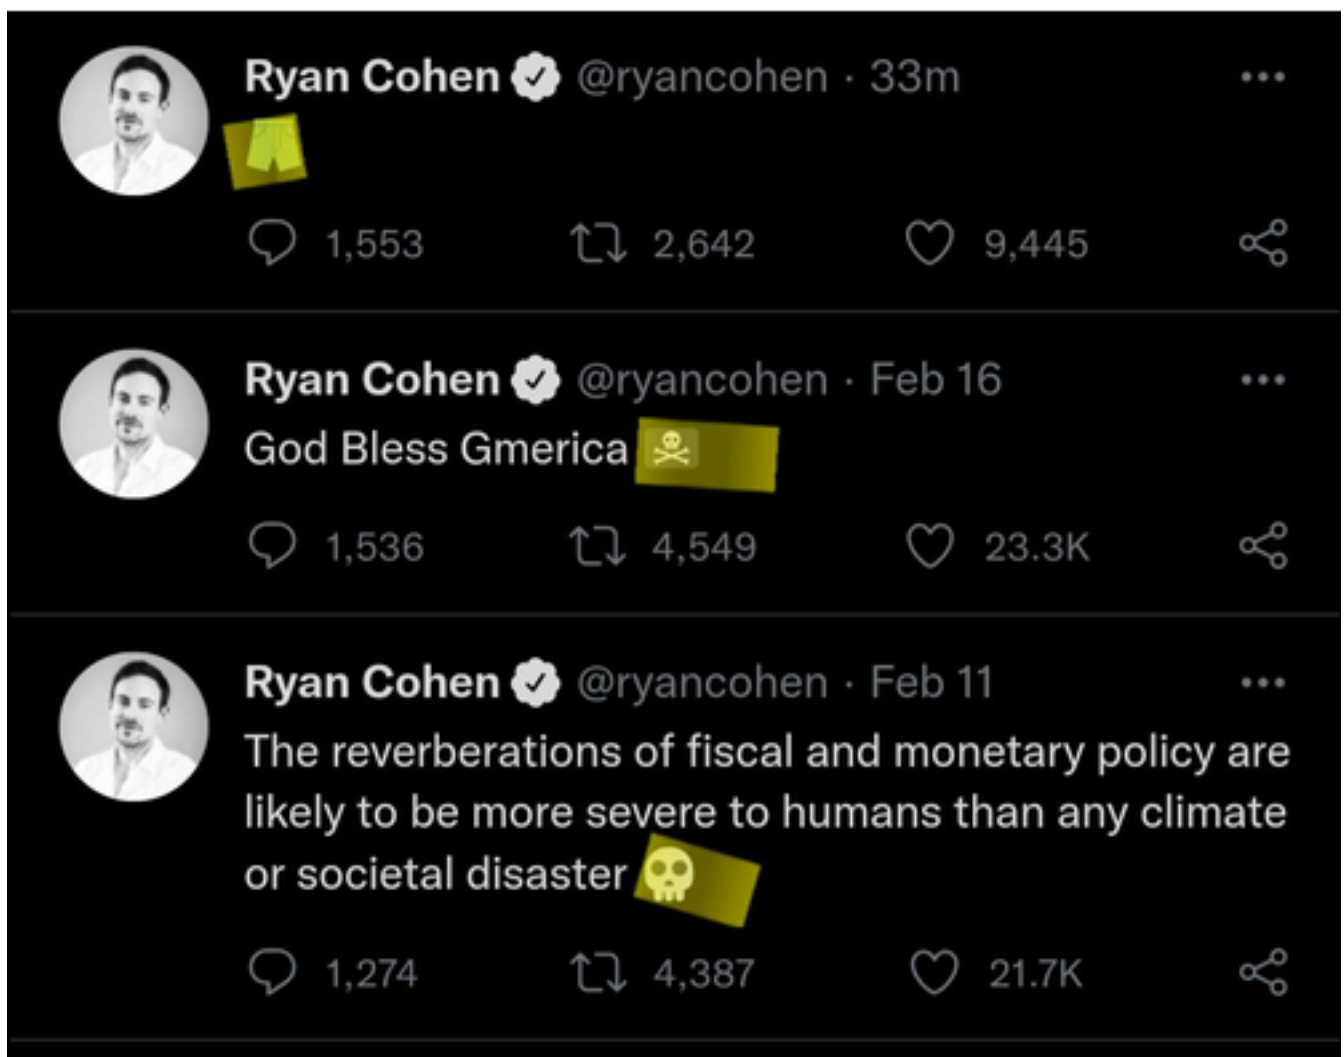 Ryan Cohen @ryancohen · 33m
🩳
1,553 2,642 9,445
Ryan Cohen @ryancohen · Feb 16
God Bless Gmerica 🏴‍☠️
1,536 4,549 23.3K
Ryan Cohen @ryancohen · Feb 11
The reverberations of fiscal and monetary policy are
likely to be more severe to humans than any climate
or societal disaster 💀
1,274 4,387 21.7K